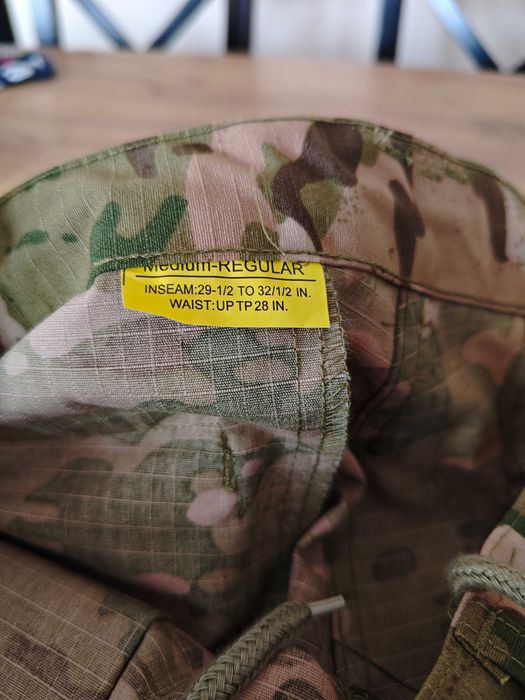 Medium-REGULAR
INSEAM:29-1/2 TO 32/1/2 IN.
WAIST:UP TP 28 IN.